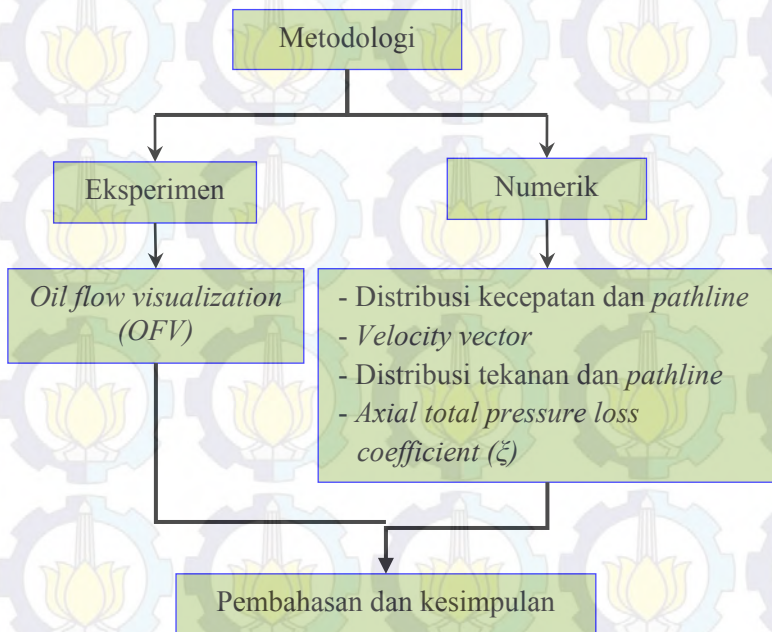 Metodologi
Eksperimen
Numerik
Oil flow visualization
(OFV)
- Distribusi kecepatan dan pathline
- Velocity vector
- Distribusi tekanan dan pathline
- Axial total pressure loss
coefficient (ξ)
Pembahasan dan kesimpulan